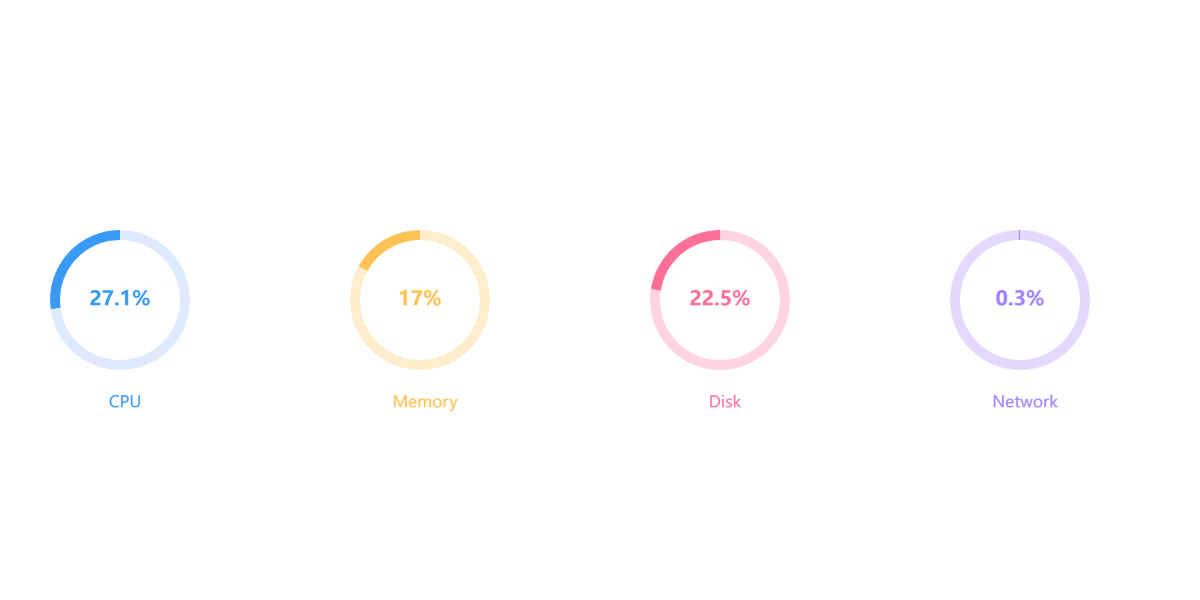 27.1%
17%
22.5%
0.3%
CPU
Memory
Disk
Network